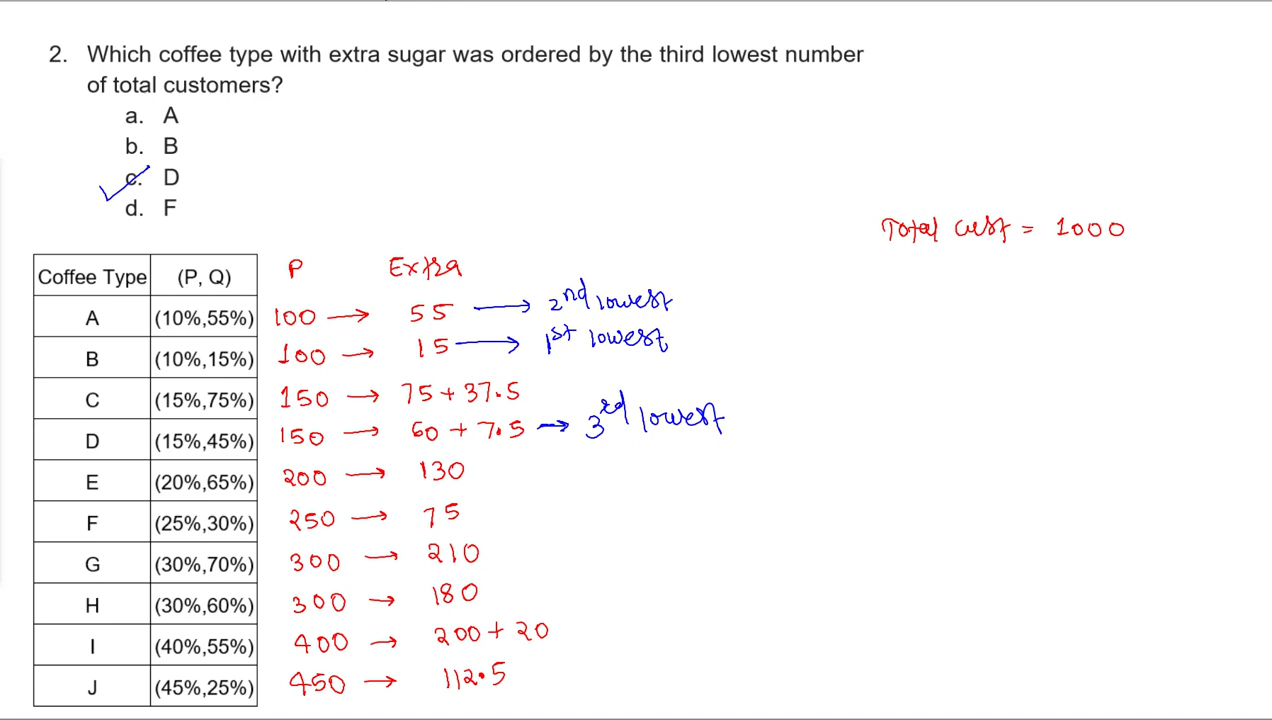 2. Which coffee type with extra sugar was ordered by the third lowest number
of total customers?
a. A
b. B
c. D
d. F
Total cust = 1000
Coffee Type (P, Q) P Extra
A (10%,55%) 100 → 55 → 2nd lowest
B (10%,15%) 100 → 15 → 1st lowest
C (15%,75%) 150 → 75 + 37.5
D (15%,45%) 150 → 60 + 7.5 → 3rd lowest
E (20%,65%) 200 → 130
F (25%,30%) 250 → 75
G (30%,70%) 300 → 210
H (30%,60%) 300 → 180
I (40%,55%) 400 → 200 + 20
J (45%,25%) 450 → 112.5